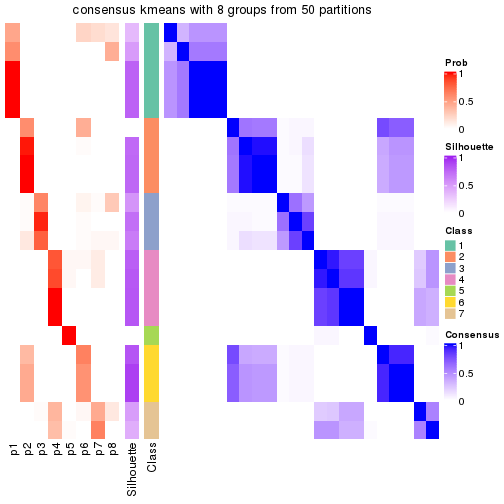 consensus kmeans with 8 groups from 50 partitions
Prob
1
0.5
0
Silhouette
1
0.5
0
Class
1
2
3
4
5
6
7
Consensus
1
0.5
0
p1
p2
p3
p4
p5
p6
p7
p8
Silhouette
Class